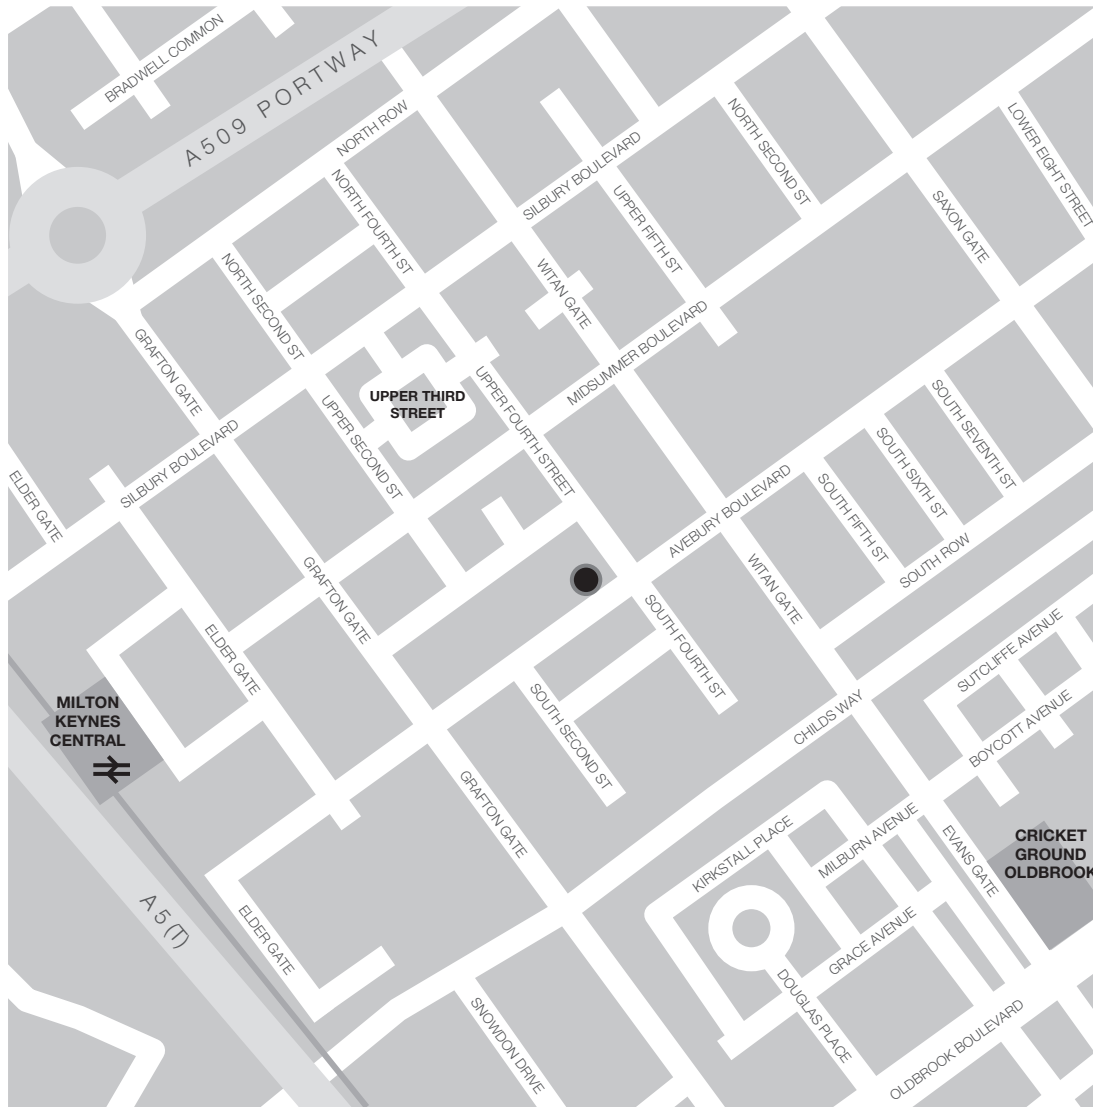 BRADWELL COMMON
A509 PORTWAY
NORTH ROW
NORTH SECOND ST
LOWER EIGHT STREET
SILBURY BOULEVARD
NORTH FOURTH ST
UPPER FIFTH ST
SAXON GATE
NORTH SECOND ST
WITAN GATE
GRAFTON GATE
MIDSUMMER BOULEVARD
UPPER THIRD
STREET
UPPER SECOND ST
UPPER FOURTH STREET
SOUTH SEVENTH ST
SILBURY BOULEVARD
SOUTH SIXTH ST
ELDER GATE
AVEBURY BOULEVARD
SOUTH FIFTH ST
SOUTH ROW
GRAFTON GATE
WITAN GATE
ELDER GATE
SOUTH FOURTH ST
SUTCLIFFE AVENUE
MILTON
KEYNES
CENTRAL
SOUTH SECOND ST
CHILDS WAY
BOYCOTT AVENUE
GRAFTON GATE
KIRKSTALL PLACE
MILBURN AVENUE
EVANS GATE
CRICKET
GROUND
OLDBROOK
A5(T)
ELDER GATE
GRACE AVENUE
DOUGLAS PLACE
SNOWDON DRIVE
OLDBROOK BOULEVARD